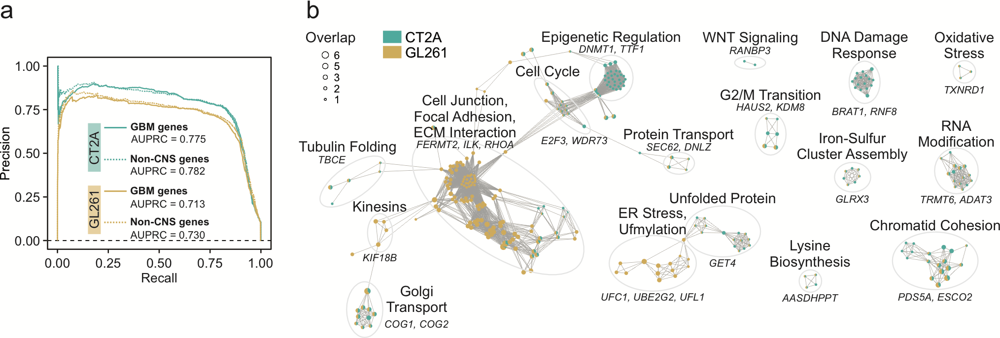 a
1.00
0.75
0.50
0.25
0.00
Precision
CT2A
GBM genes
AUPRC = 0.775
Non-CNS genes
AUPRC = 0.782
GL261
GBM genes
AUPRC = 0.713
Non-CNS genes
AUPRC = 0.730
0.00 0.25 0.50 0.75 1.00
Recall
b
Overlap
6
5
3
2
1
CT2A
GL261
Epigenetic Regulation
DNMT1, TTF1
WNT Signaling
RANBP3
DNA Damage
Response
BRAT1, RNF8
Oxidative
Stress
TXNRD1
Cell Cycle
E2F3, WDR73
G2/M Transition
HAUS2, KDM8
Cell Junction,
Focal Adhesion,
ECM Interaction
FERMT2, ILK, RHOA
Protein Transport
SEC62, DNLZ
Iron-Sulfur
Cluster Assembly
GLRX3
RNA
Modification
TRMT6, ADAT3
Tubulin Folding
TBCE
Kinesins
KIF18B
Unfolded Protein
GET4
ER Stress,
Ufmylation
UFC1, UBE2G2, UFL1
Lysine
Biosynthesis
AASDHPPT
Chromatid Cohesion
PDS5A, ESCO2
Golgi
Transport
COG1, COG2